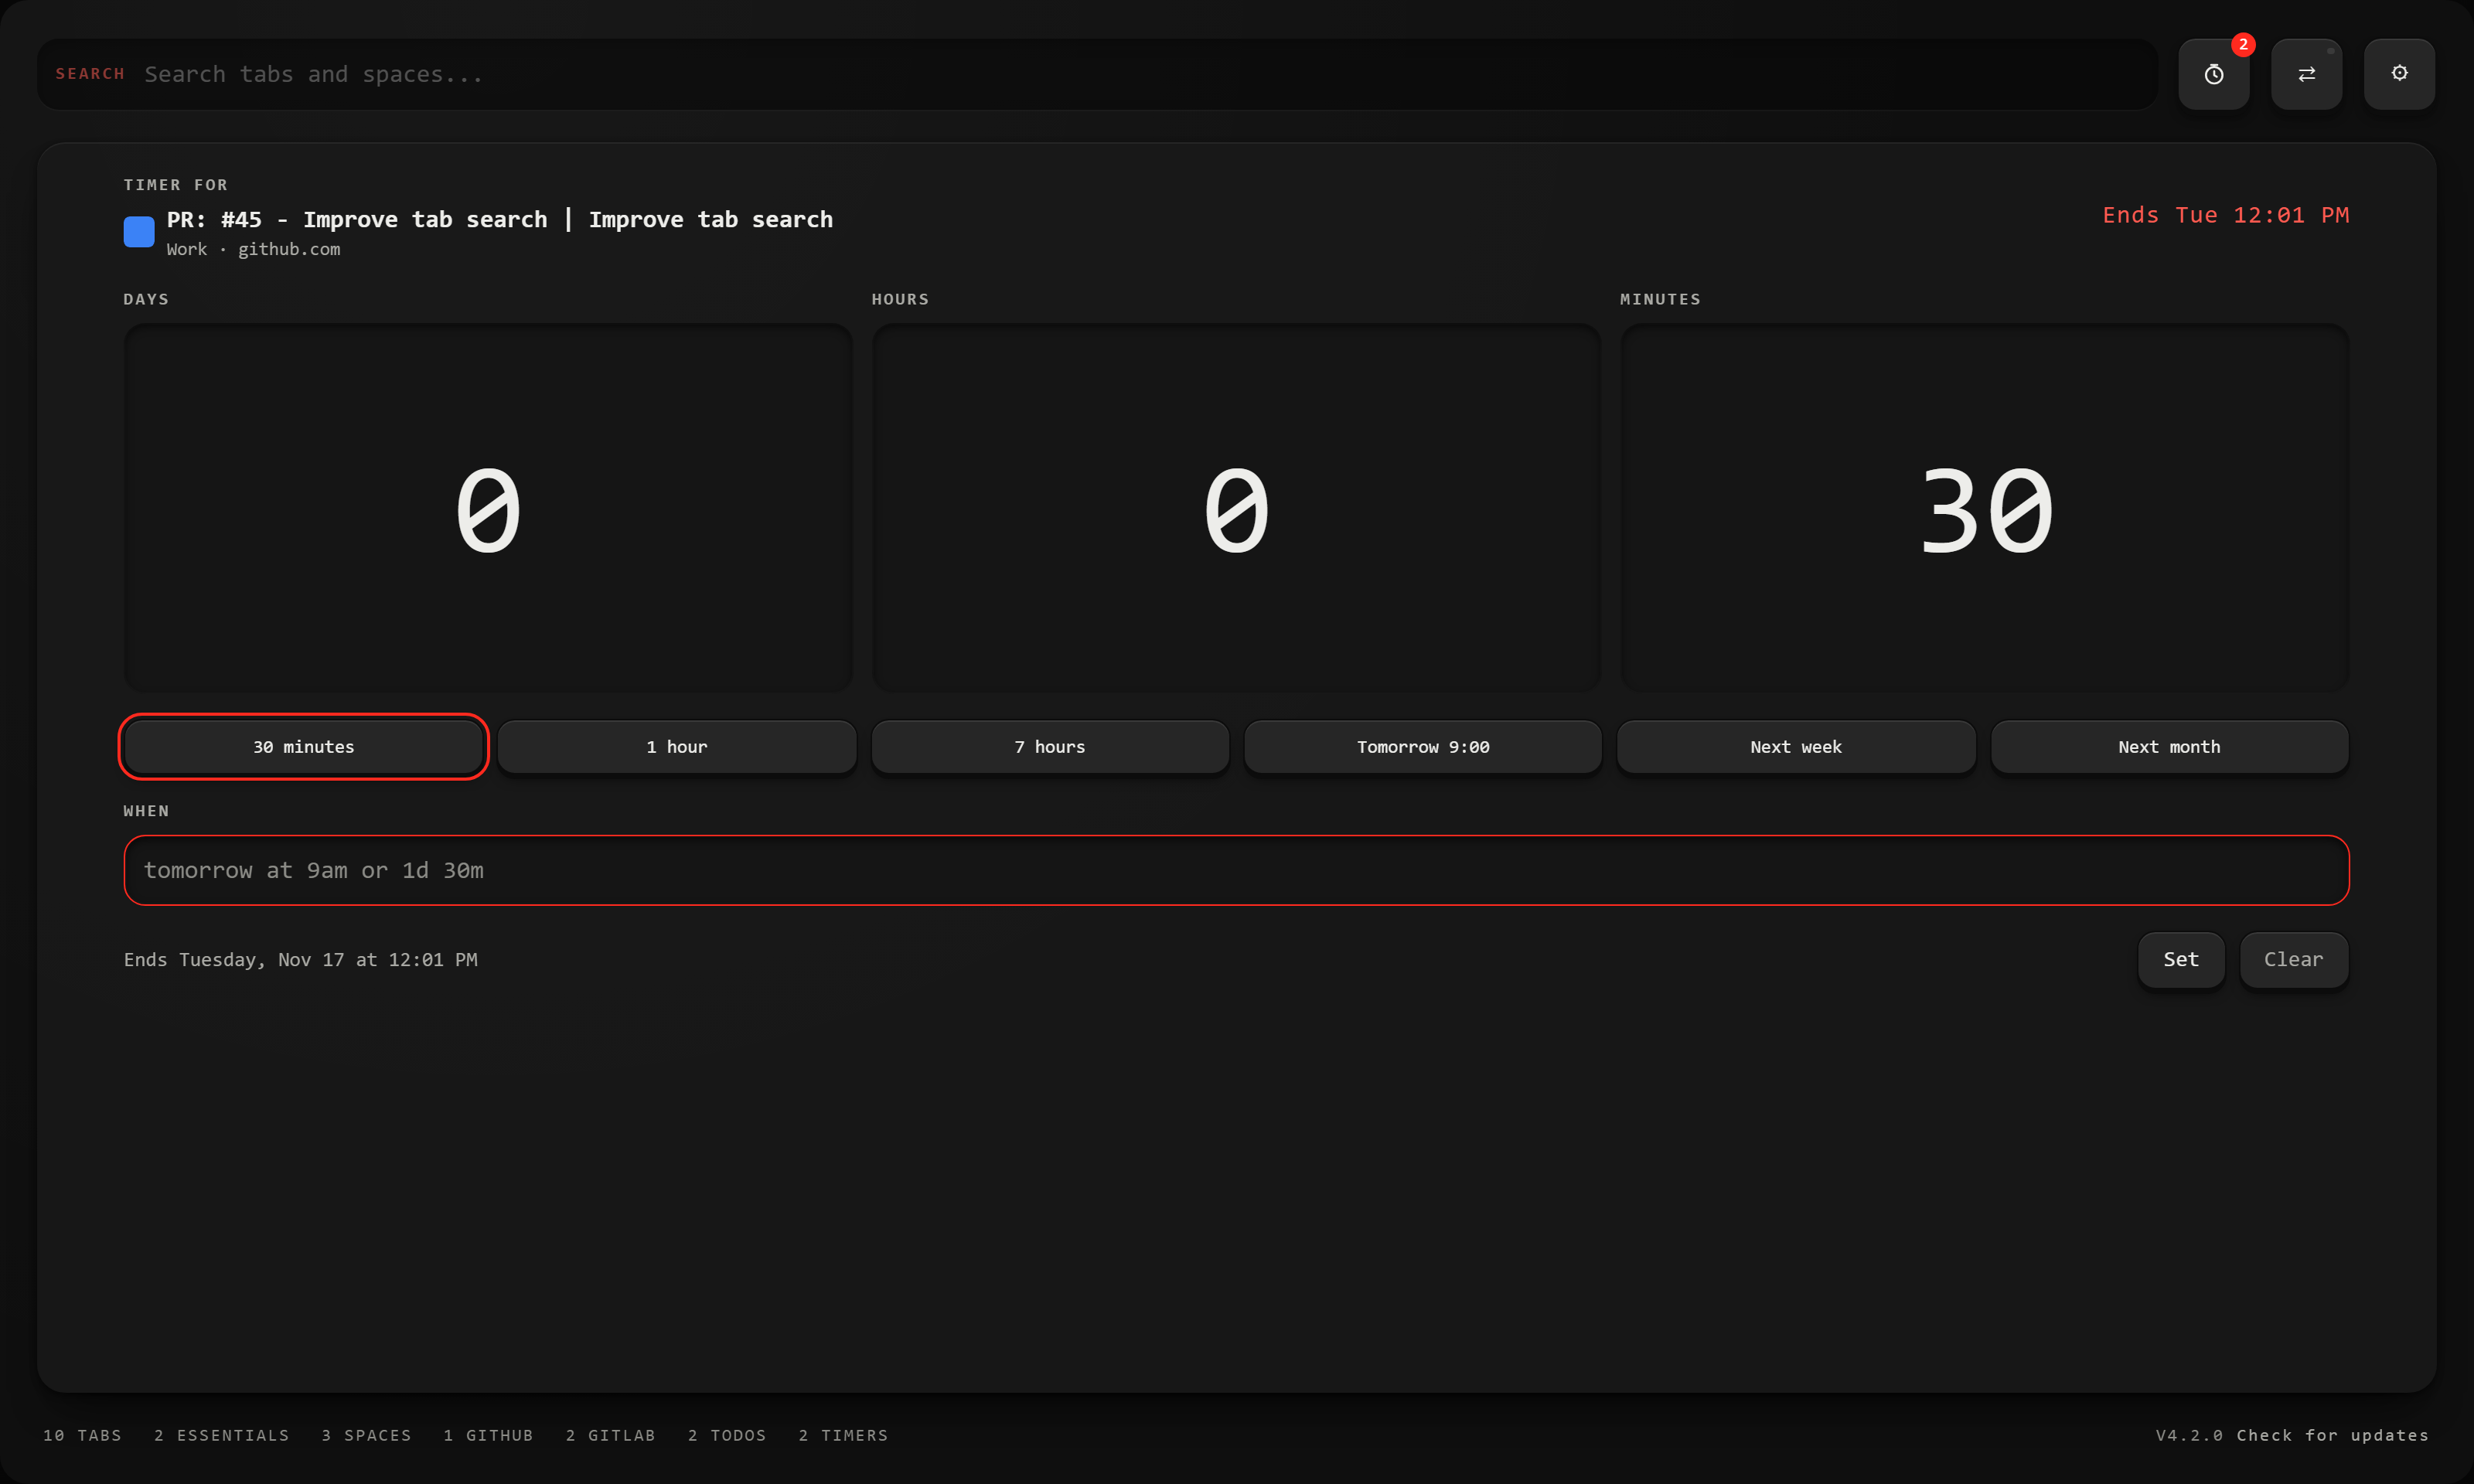 SEARCH Search tabs and spaces...
2
TIMER FOR
PR: #45 - Improve tab search | Improve tab search
Work · github.com
Ends Tue 12:01 PM
DAYS HOURS MINUTES
0 0 30
30 minutes 1 hour 7 hours Tomorrow 9:00 Next week Next month
WHEN
tomorrow at 9am or 1d 30m
Ends Tuesday, Nov 17 at 12:01 PM
Set Clear
10 TABS 2 ESSENTIALS 3 SPACES 1 GITHUB 2 GITLAB 2 TODOS 2 TIMERS
V4.2.0 Check for updates